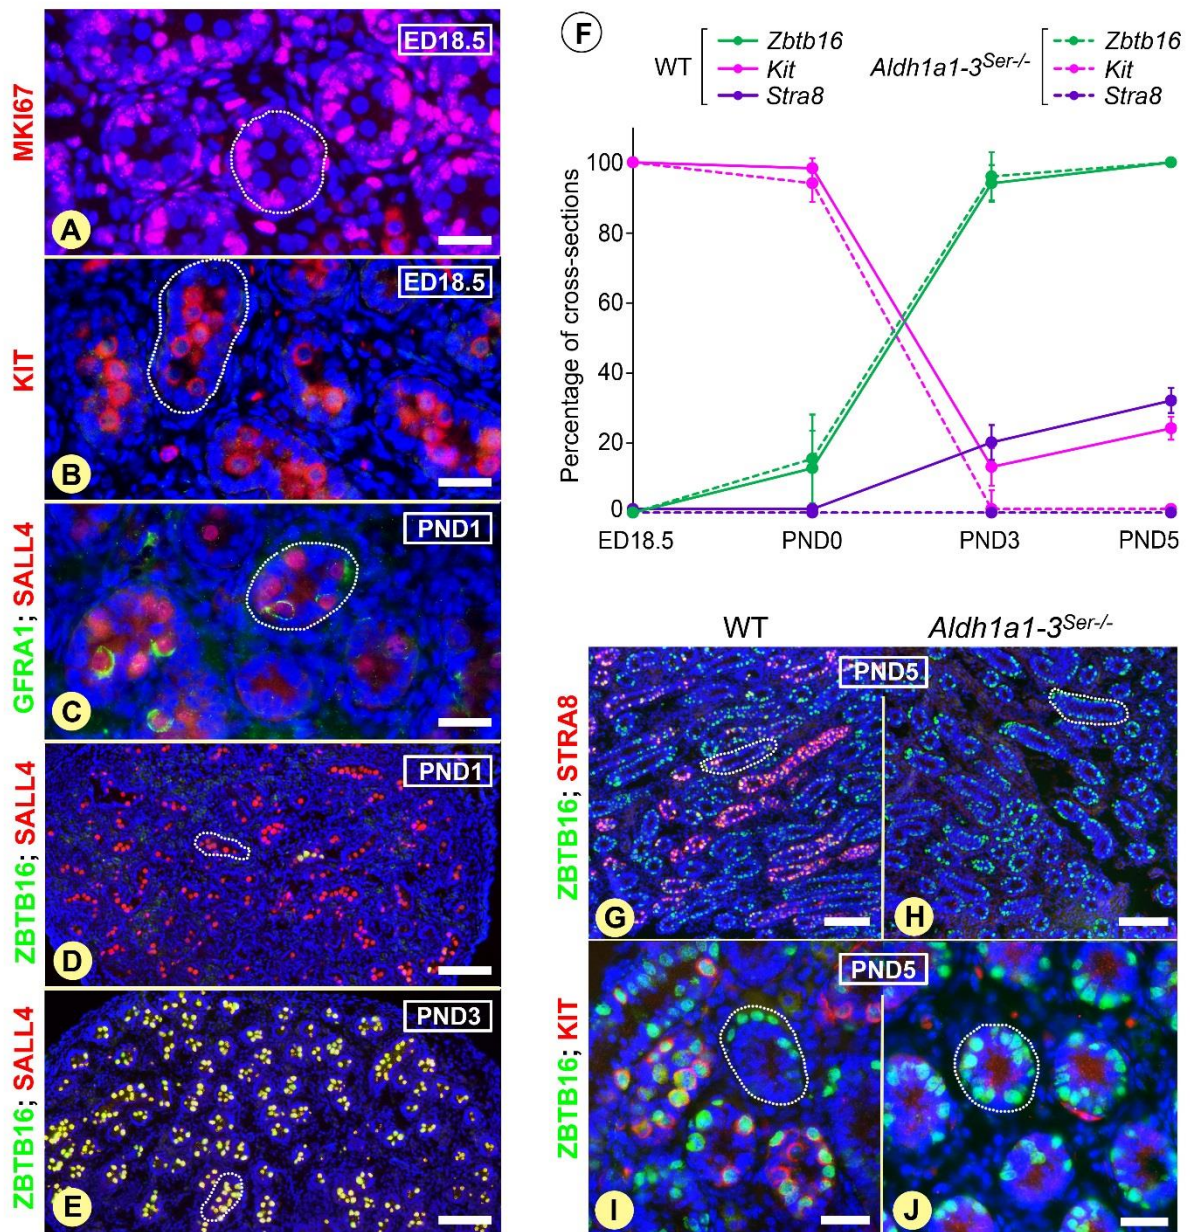 MKI67
ED18.5
A
KIT
ED18.5
B
GFRA1; SALL4
PND1
C
ZBTB16; SALL4
PND1
D
ZBTB16; SALL4
PND3
E
F
WT
Zbtb16
Kit
Stra8
Aldh1a1-3Ser-/-
Zbtb16
Kit
Stra8
Percentage of cross-sections
100
80
60
40
20
0
ED18.5 PND0 PND3 PND5
WT Aldh1a1-3Ser-/-
ZBTB16; STRA8
PND5
G H
ZBTB16; KIT
PND5
I J